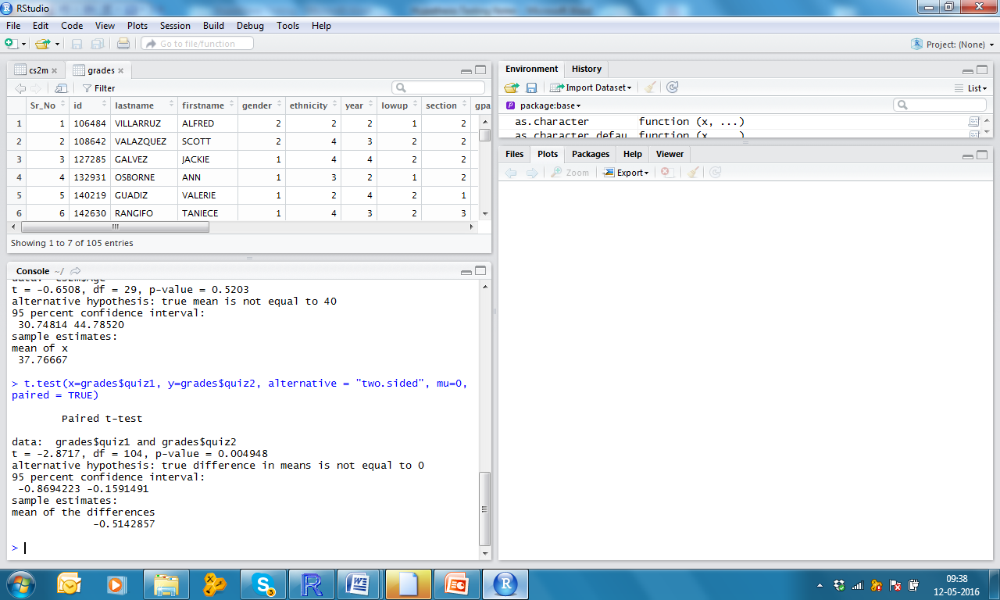 RStudio
File Edit Code View Plots Session Build Debug Tools Help
Go to file/function
Project: (None)
cs2m grades
Filter
Sr_No id lastname firstname gender ethnicity year lowup section gpa
1 1 106484 VILLARRUZ ALFRED 2 2 2 1 2
2 2 108642 VALAZQUEZ SCOTT 2 4 3 2 2
3 3 127285 GALVEZ JACKIE 1 4 4 2 2
4 4 132931 OSBORNE ANN 1 3 2 1 2
5 5 140219 GUADIZ VALERIE 1 2 4 2 1
6 6 142630 RANGIFO TANIECE 1 4 3 2 3
Showing 1 to 7 of 105 entries
Console ~/
data: cs2m$Age
t = -0.6508, df = 29, p-value = 0.5203
alternative hypothesis: true mean is not equal to 40
95 percent confidence interval:
30.74814 44.78520
sample estimates:
mean of x
37.76667
> t.test(x=grades$quiz1, y=grades$quiz2, alternative = "two.sided", mu=0,
paired = TRUE)
Paired t-test
data: grades$quiz1 and grades$quiz2
t = -2.8717, df = 104, p-value = 0.004948
alternative hypothesis: true difference in means is not equal to 0
95 percent confidence interval:
-0.8694223 -0.1591491
sample estimates:
mean of the differences
-0.5142857
>
Environment History
Import Dataset List
package:base
as.character function (x, ...)
as.character.defau function (x, ...)
Files Plots Packages Help Viewer
Zoom Export
3
09:38
12-05-2016